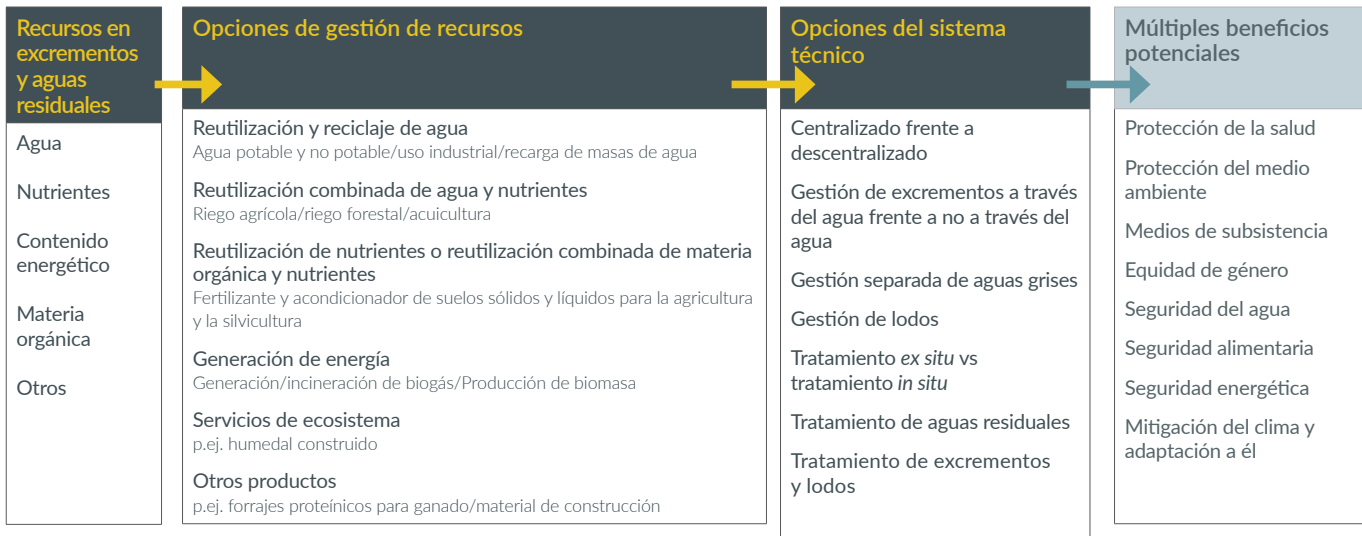 Recursos en
excrementos
y aguas
residuales
Agua
Nutrientes
Contenido
energético
Materia
orgánica
Otros
Opciones de gestión de recursos
Reutilización y reciclaje de agua
Agua potable y no potable/uso industrial/recarga de masas de agua
Reutilización combinada de agua y nutrientes
Riego agrícola/riego forestal/acuicultura
Reutilización de nutrientes o reutilización combinada de materia
orgánica y nutrientes
Fertilizante y acondicionador de suelos sólidos y líquidos para la agricultura
y la silvicultura
Generación de energía
Generación/incineración de biogás/Producción de biomasa
Servicios de ecosistema
p.ej. humedal construido
Otros productos
p.ej. forrajes proteínicos para ganado/material de construcción
Opciones del sistema
técnico
Centralizado frente a
descentralizado
Gestión de excrementos a través
del agua frente a no a través del
agua
Gestión separada de aguas grises
Gestión de lodos
Tratamiento ex situ vs
tratamiento in situ
Tratamiento de aguas residuales
Tratamiento de excrementos
y lodos
Múltiples beneficios
potenciales
Protección de la salud
Protección del medio
ambiente
Medios de subsistencia
Equidad de género
Seguridad del agua
Seguridad alimentaria
Seguridad energética
Mitigación del clima y
adaptación a él